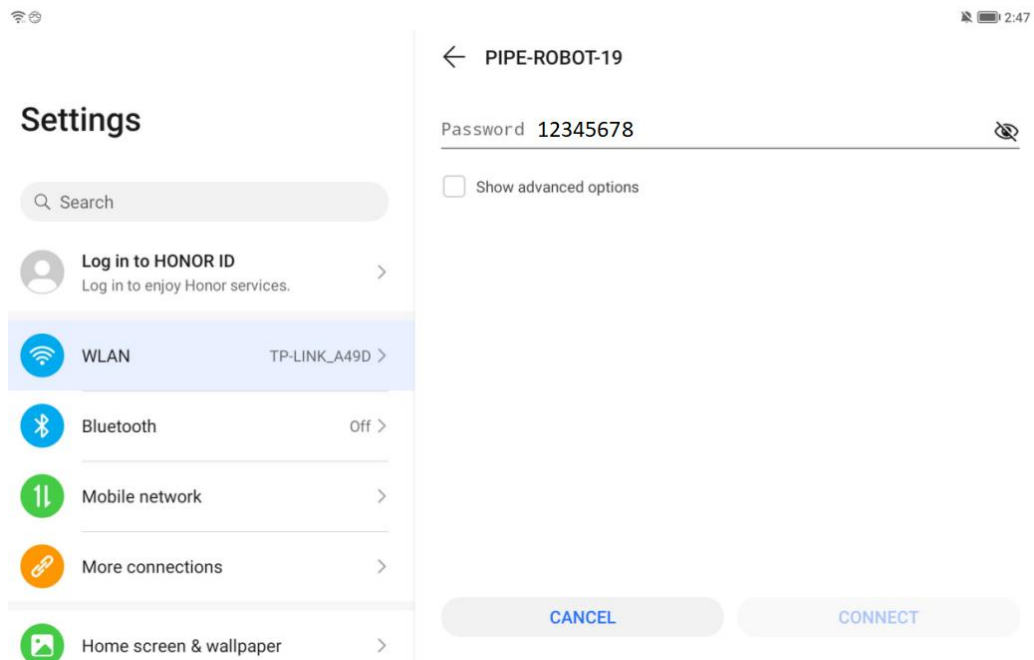 2:47
Settings
Search
Log in to HONOR ID
Log in to enjoy Honor services.
WLAN TP-LINK_A49D
Bluetooth Off
Mobile network
More connections
Home screen & wallpaper
PIPE-ROBOT-19
Password 12345678
Show advanced options
CANCEL CONNECT